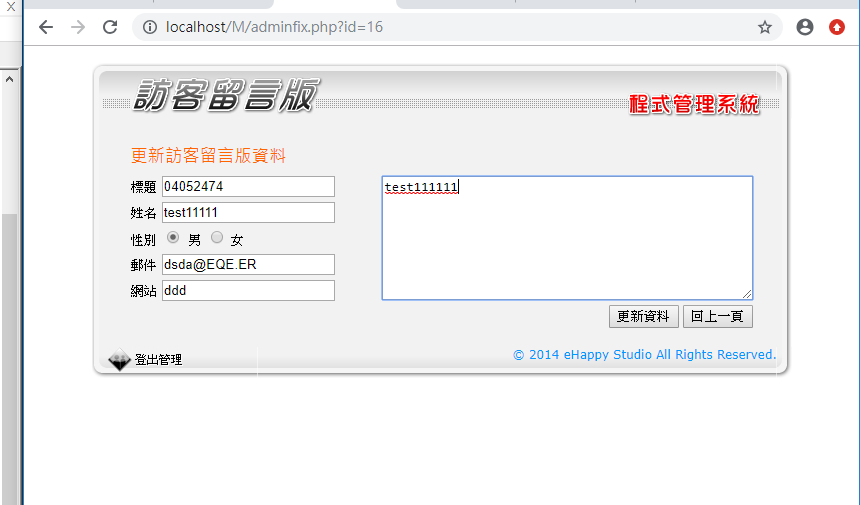 X
localhost/M/adminfix.php?id=16
訪客留言版
程式管理系統
更新訪客留言版資料
標題 04052474
test111111
姓名 test11111
性別 男 女
郵件 dsda@EQE.ER
網站 ddd
更新資料 回上一頁
登出管理
© 2014 eHappy Studio All Rights Reserved.